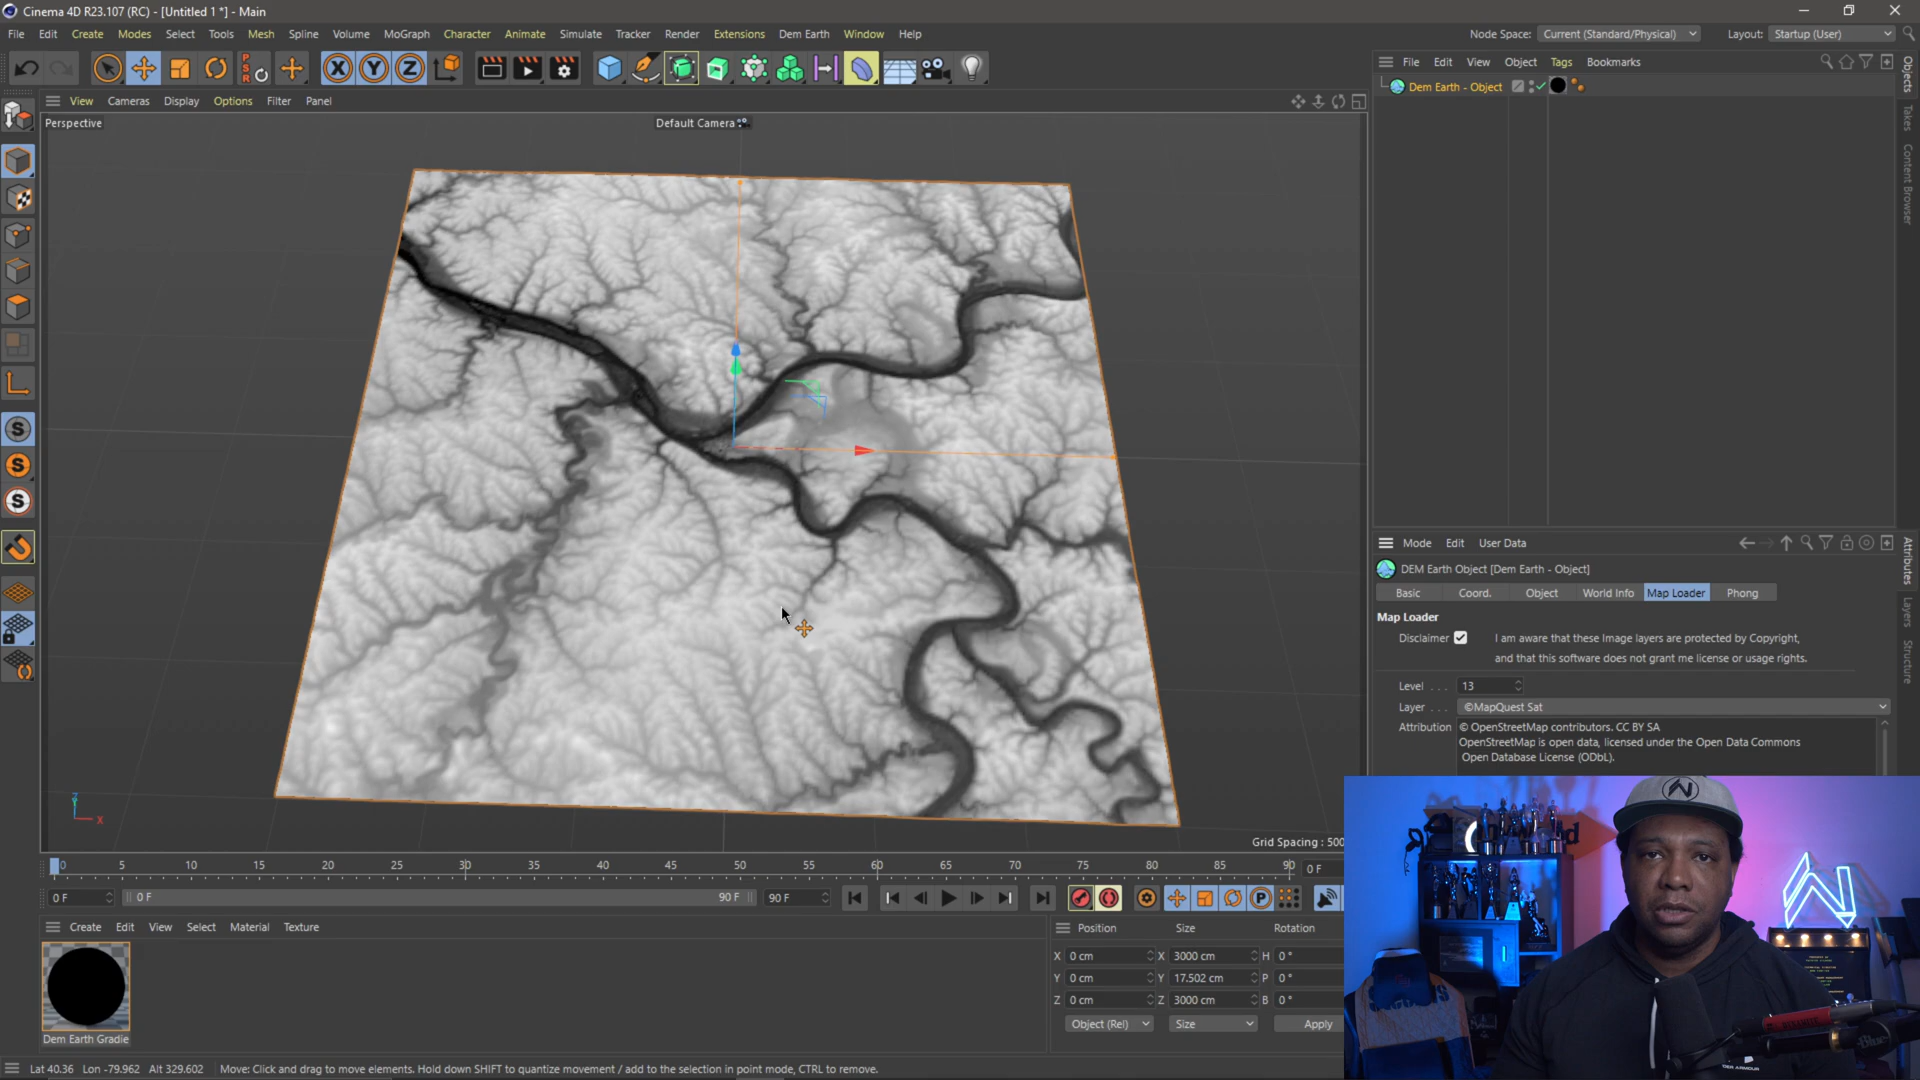 Cinema 4D R23.107 (RC) - [Untitled 1 *] - Main
File Edit Create Modes Select Tools Mesh Spline Volume MoGraph Character Animate Simulate Tracker Render Extensions Dem Earth Window Help
Node Space: Current (Standard/Physical) Layout: Startup (User)
X Y Z
PSR
View Cameras Display Options Filter Panel
File Edit View Object Tags Bookmarks
Perspective
Default Camera
Dem Earth - Object
Objects
Takes
Content Browser
S
S
S
Mode Edit User Data
DEM Earth Object [Dem Earth - Object]
Basic Coord. Object World Info Map Loader Phong
Map Loader
Disclaimer I am aware that these Image layers are protected by Copyright,
and that this software does not grant me license or usage rights.
Level . . . 13
Layer . . . ©MapQuest Sat
Attribution © OpenStreetMap contributors. CC BY SA
OpenStreetMap is open data, licensed under the Open Data Commons
Open Database License (ODbL).
Attributes
Layers
Structure
Z
X
Grid Spacing : 500
0 5 10 15 20 25 30 35 40 45 50 55 60 65 70 75 80 85 90 0 F
0 F 0 F 90 F 90 F
P
Create Edit View Select Material Texture
Position Size Rotation
X 0 cm X 3000 cm H 0 °
Y 0 cm Y 17.502 cm P 0 °
Z 0 cm Z 3000 cm B 0 °
Object (Rel) Size Apply
Dem Earth Gradie
Lat 40.36 Lon -79.962 Alt 329.602 Move: Click and drag to move elements. Hold down SHIFT to quantize movement / add to the selection in point mode, CTRL to remove.